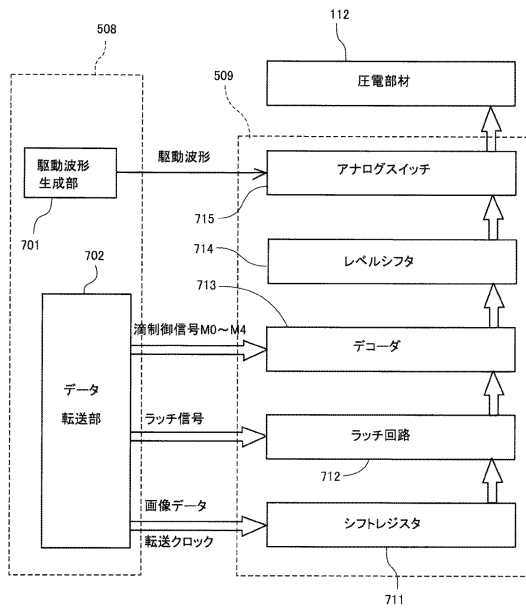 112
508
圧電部材
509
駆動波形
生成部
駆動波形
アナログスイッチ
701
715
714
レベルシフタ
702
713
滴制御信号M0～M4
デコーダ
データ
転送部
ラッチ信号
ラッチ回路
712
画像データ
シフトレジスタ
転送クロック
711